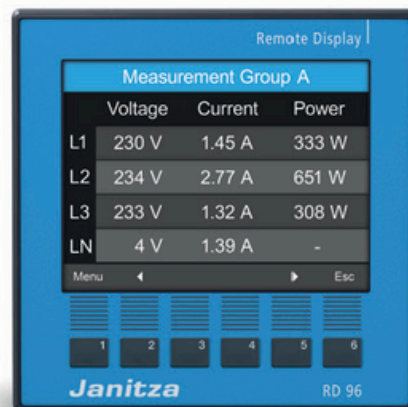 Remote Display
Measurement Group A
Voltage Current Power
L1 230 V 1.45 A 333 W
L2 234 V 2.77 A 651 W
L3 233 V 1.32 A 308 W
LN 4 V 1.39 A -
Menu Esc
1 2 3 4 5 6
Janitza RD 96